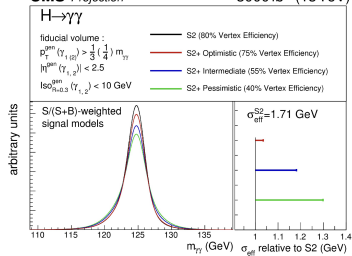 H→γγ
fiducial volume :
p_T^gen (γ_1 (2)) > 1/3 (1/4) m_γγ
|η^gen (γ_1, 2)| < 2.5
Iso^gen_R=0.3 (γ_1, 2) < 10 GeV
S2 (80% Vertex Efficiency)
S2+ Optimistic (75% Vertex Efficiency)
S2+ Intermediate (55% Vertex Efficiency)
S2+ Pessimistic (40% Vertex Efficiency)
arbitrary units
S/(S+B)-weighted
signal models
110 115 120 125 130 135
m_γγ (GeV)
σ_eff^S2=1.71 GeV
1 1.1 1.2 1.3 1.4
σ_eff relative to S2 (GeV)